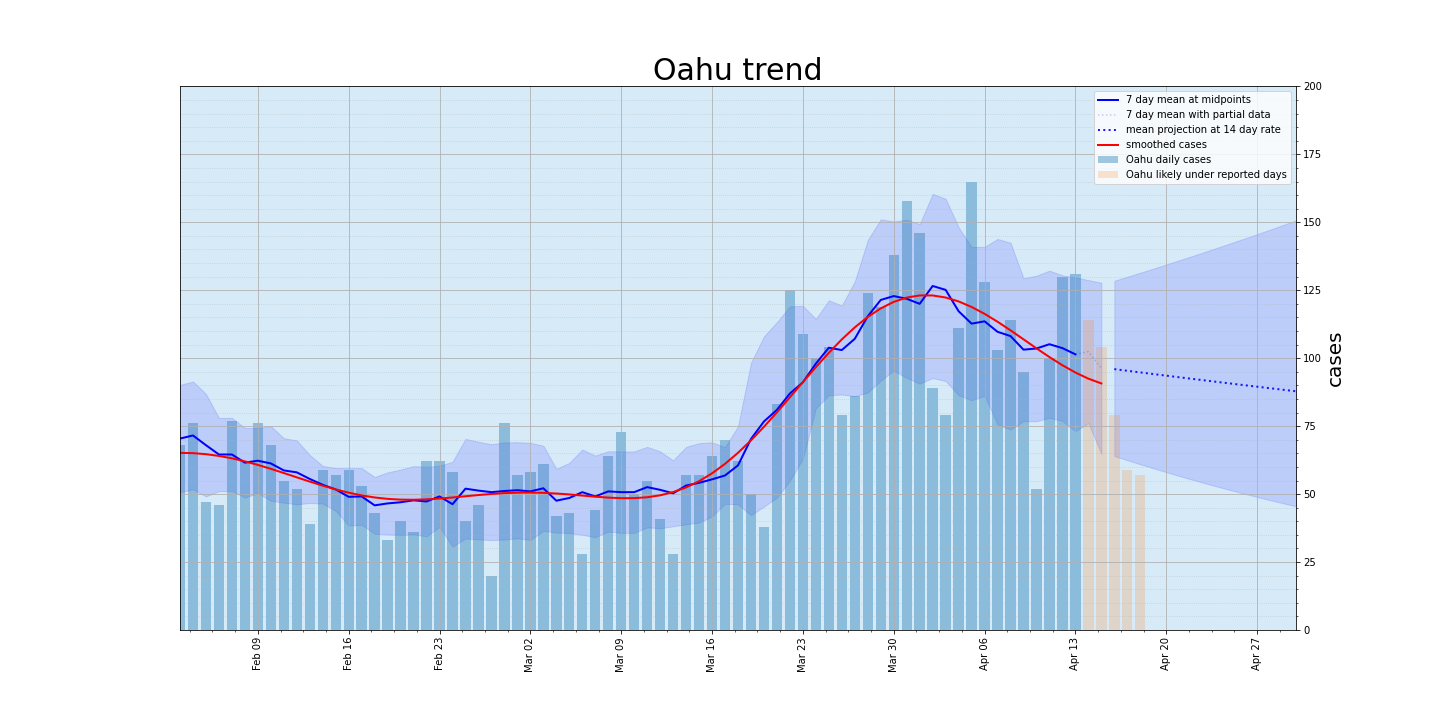 Oahu trend
7 day mean at midpoints
7 day mean with partial data
mean projection at 14 day rate
smoothed cases
Oahu daily cases
Oahu likely under reported days
200
175
150
125
100
75
50
25
0
cases
Feb 09
Feb 16
Feb 23
Mar 02
Mar 09
Mar 16
Mar 23
Mar 30
Apr 06
Apr 13
Apr 20
Apr 27